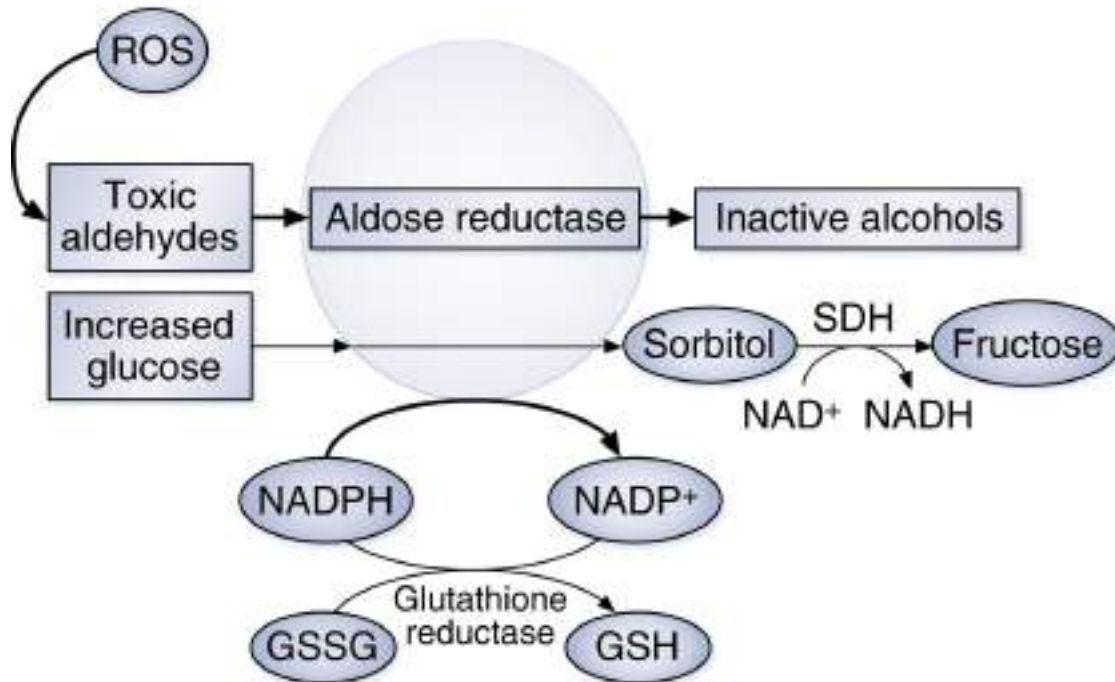 ROS
Toxic
aldehydes
Aldose reductase
Inactive alcohols
Increased
glucose
Sorbitol
SDH
Fructose
NAD+ NADH
NADPH
NADP+
Glutathione
reductase
GSSG
GSH